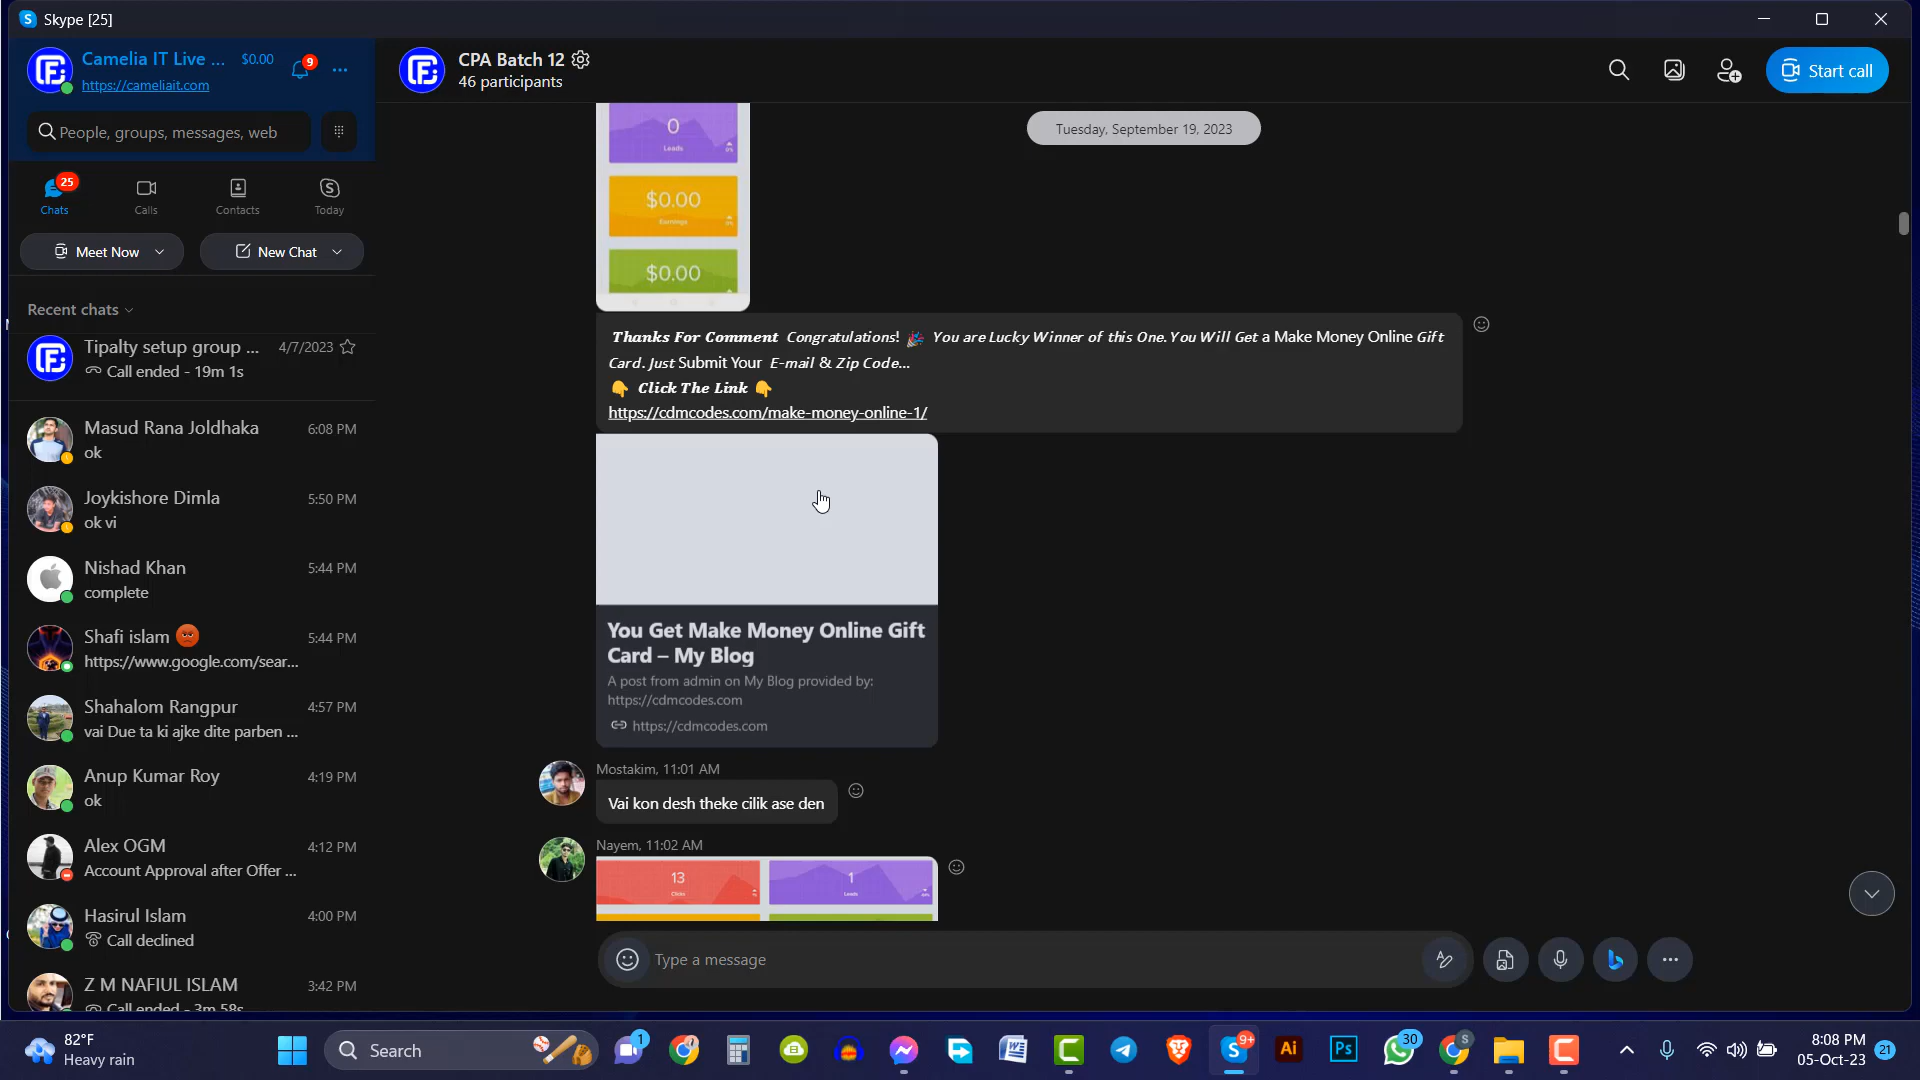 Skype [25]
Camelia IT Live ... $0.00
9
https://cameliait.com
People, groups, messages, web
25
Chats
Calls
Contacts
Today
Meet Now
New Chat
Recent chats
Tipalty setup group ... 4/7/2023
Call ended - 19m 1s
Masud Rana Joldhaka 6:08 PM
ok
Joykishore Dimla 5:50 PM
ok vi
Nishad Khan 5:44 PM
complete
Shafi islam 5:44 PM
https://www.google.com/sear...
Shahalom Rangpur 4:57 PM
vai Due ta ki ajke dite parben ...
Anup Kumar Roy 4:19 PM
ok
Alex OGM 4:12 PM
Account Approval after Offer ...
Hasirul Islam 4:00 PM
Call declined
Z M NAFIUL ISLAM 3:42 PM
Call ended - 3m 58s
CPA Batch 12
46 participants
Start call
Tuesday, September 19, 2023
0
Leads
$0.00
Earnings
$0.00
Thanks For Comment Congratulations! You are Lucky Winner of this One. You Will Get a Make Money Online Gift
Card. Just Submit Your E-mail & Zip Code...
Click The Link
https://cdmcodes.com/make-money-online-1/
You Get Make Money Online Gift
Card – My Blog
A post from admin on My Blog provided by:
https://cdmcodes.com
https://cdmcodes.com
Mostakim, 11:01 AM
Vai kon desh theke cilik ase den
Nayem, 11:02 AM
13
Clicks
1
Leads
Type a message
82°F
Heavy rain
Search
1
9+
Ai
Ps
30
S
8:08 PM
05-Oct-23
21